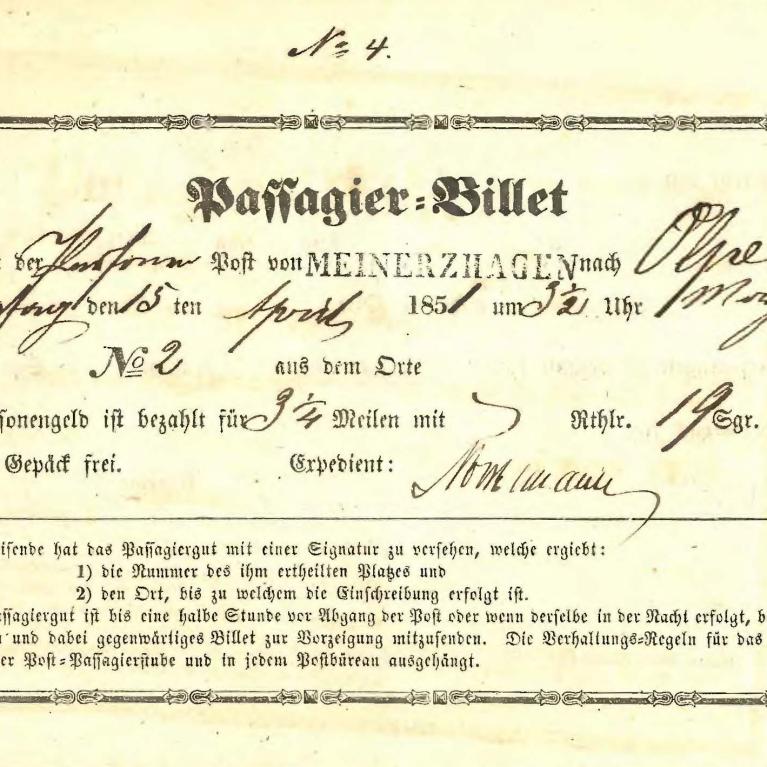 No 4.
Passagier-Billet
der Personen Post von MEINERZHAGEN nach Olpe
stag den 15 ten April 1851 um 3½ Uhr Mor
No 2 aus dem Orte
sonengeld ist bezahlt für 3¼ Meilen mit Rthlr. 19 Sgr.
Gepäck frei. Expedient:
isende hat das Passagiergut mit einer Signatur zu versehen, welche ergiebt:
1) die Nummer des ihm ertheilten Platzes und
2) den Ort, bis zu welchem die Einschreibung erfolgt ist.
assagiergut ist bis eine halbe Stunde vor Abgang der Post oder wenn derselbe in der Nacht erfolgt, b
und dabei gegenwärtiges Billet zur Vorzeigung mitzusenden. Die Verhaltungs-Regeln für das
er Post-Passagierstube und in jedem Postbüreau ausgehängt.